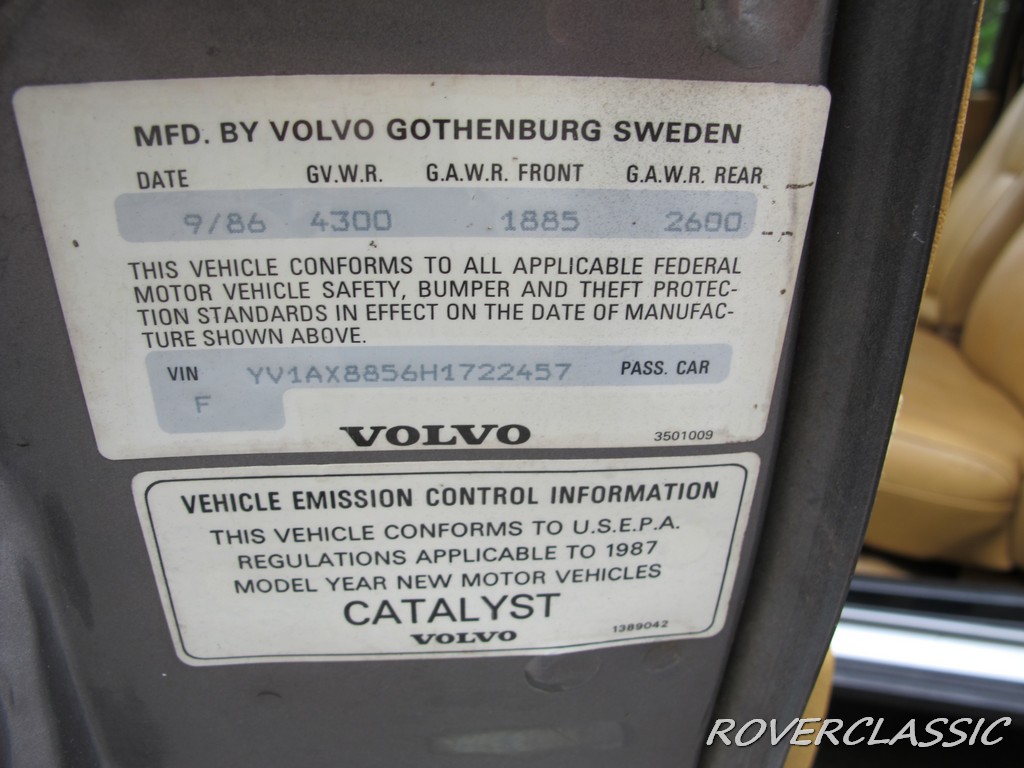 MFD. BY VOLVO GOTHENBURG SWEDEN
DATE GV.W.R. G.A.W.R. FRONT G.A.W.R. REAR
9/86 4300 1885 2600
THIS VEHICLE CONFORMS TO ALL APPLICABLE FEDERAL
MOTOR VEHICLE SAFETY, BUMPER AND THEFT PROTEC-
TION STANDARDS IN EFFECT ON THE DATE OF MANUFAC-
TURE SHOWN ABOVE.
VIN YV1AX8856H1722457 PASS. CAR
F
VOLVO 3501009
VEHICLE EMISSION CONTROL INFORMATION
THIS VEHICLE CONFORMS TO U.S.E.P.A.
REGULATIONS APPLICABLE TO 1987
MODEL YEAR NEW MOTOR VEHICLES
CATALYST
VOLVO 1389042
ROVERCLASSIC